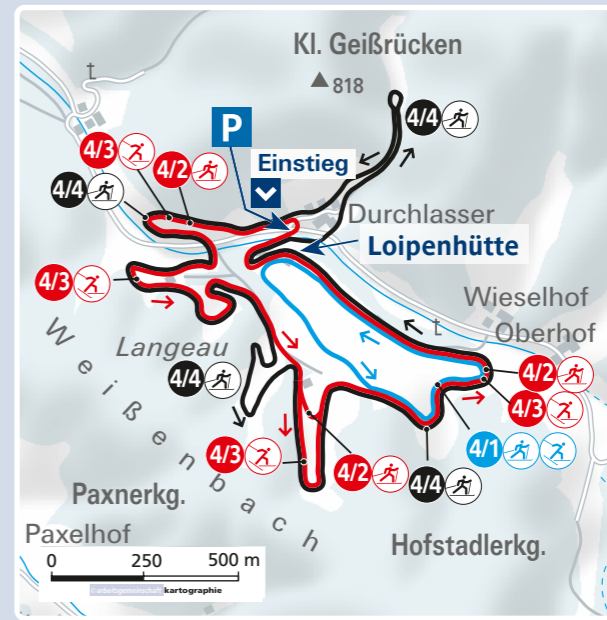 Kl. Geißrücken
818
t
4/4
P
4/3
4/2
Einstieg
4/4
Durchlasser
Loipenhütte
4/3
Wieselhof
t
Oberhof
Langeau
4/4
4/2
4/3
4/1
4/3
4/2
4/4
Weißenbach
Paxnerkg.
Paxelhof
Hofstadlerkg.
0 250 500 m
©arbeitsgemeinschaft kartographie